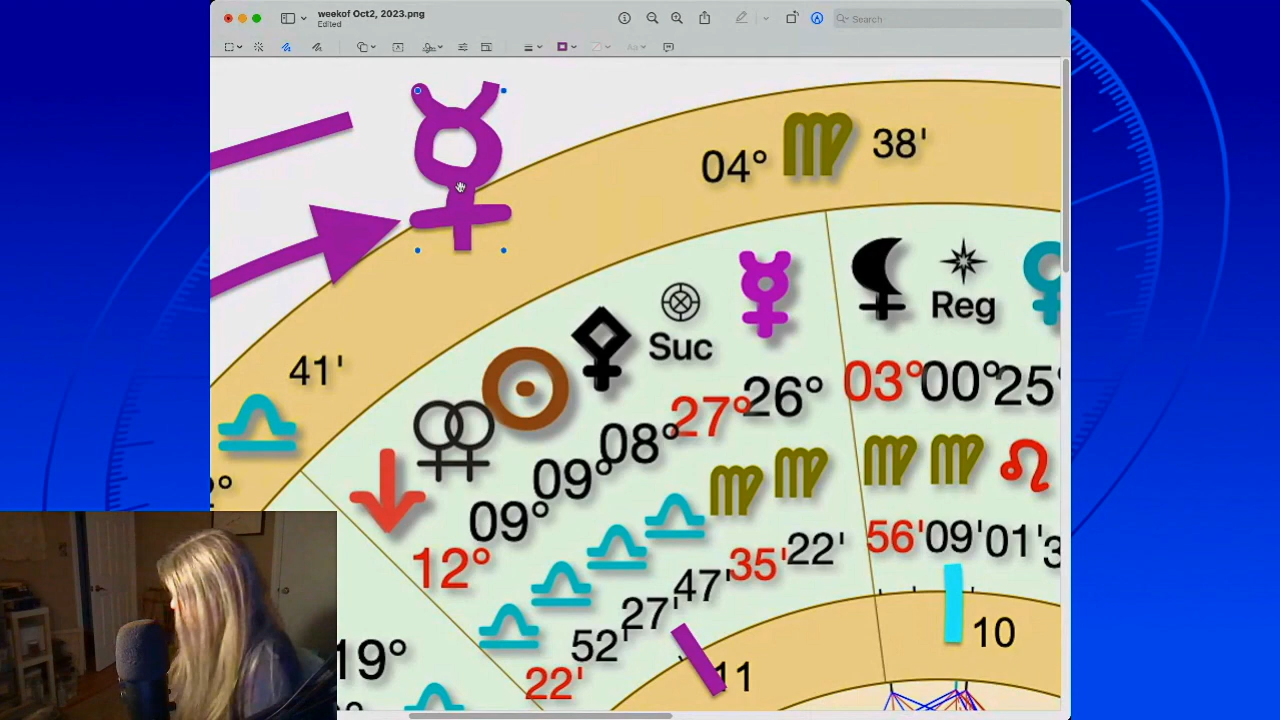 weekof Oct2, 2023.png
Edited
Search
04° ♍ 38'
41'
♎
Reg
Suc
03° 00° 25°
27° 26°
08°
09°
09°
12°
♍ ♍ ♌
♍ ♍
♎ ♎ ♎ ♎
56' 09' 01' 3
35' 22'
47'
27'
52'
22'
19°
10
11